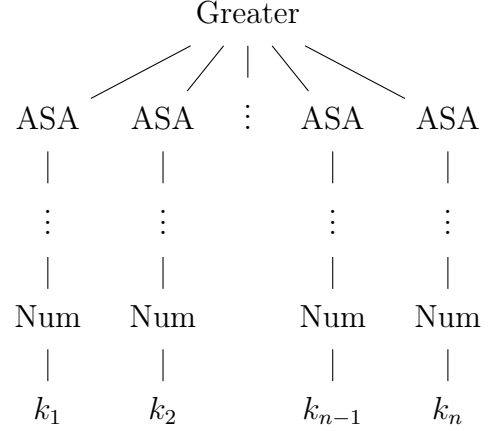 Greater
ASA ASA ⋮ ASA ASA
⋮ ⋮ ⋮ ⋮
Num Num Num Num
k₁ k₂ kₙ₋₁ kₙ